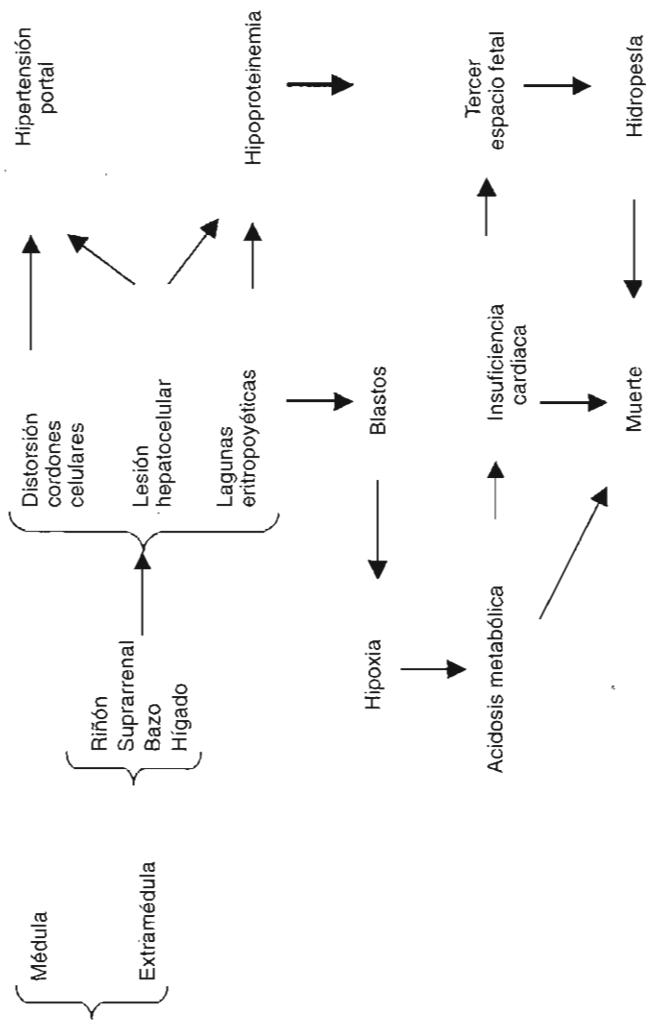 Médula
Extramédula
Riñón
Suprarrenal
Bazo
Hígado
Distorsión
cordones
celulares
Lesión
hepatocelular
Lagunas
eritropoyéticas
Hipertensión
portal
Hipoproteinemia
Hipoxia
Blastos
Acidosis metabólica
Insuficiencia
cardiaca
Tercer
espacio fetal
Muerte
Hidropesía